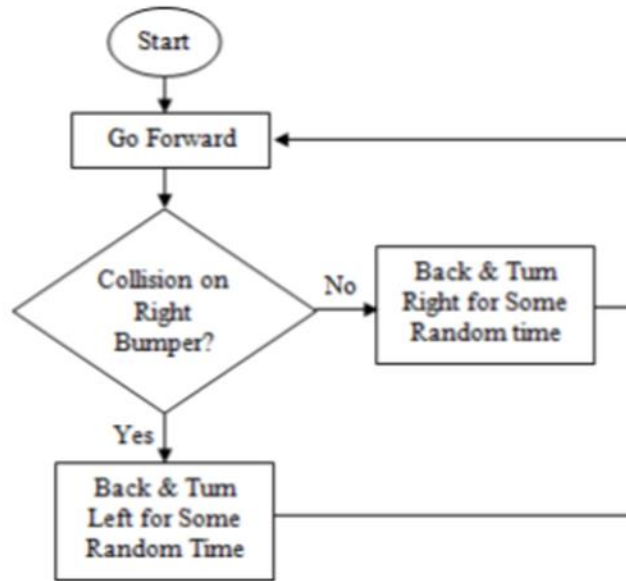 Start
Go Forward
Collision on
Right
Bumper?
No
Back & Turn
Right for Some
Random time
Yes
Back & Turn
Left for Some
Random Time